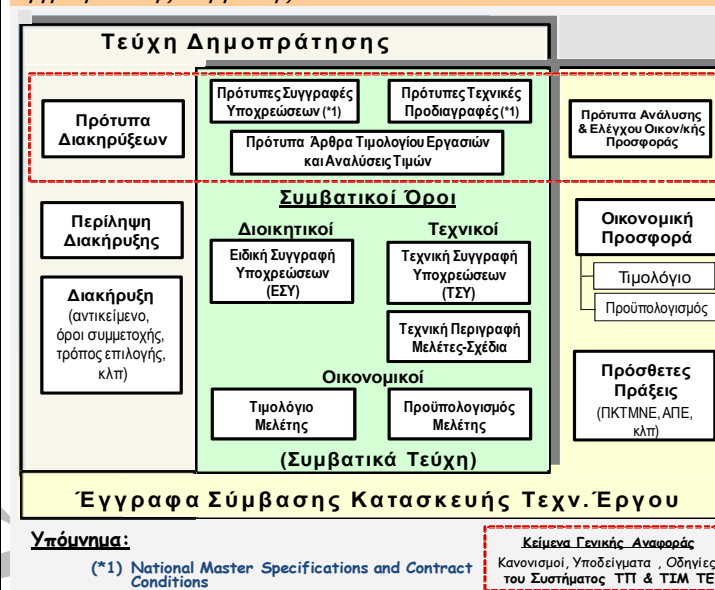 Τεύχη Δημοπράτησης
Πρότυπες Συγγραφές
Υποχρεώσεων (*1)
Πρότυπες Τεχνικές
Προδιαγραφές (*1)
Πρότυπα
Διακηρύξεων
Πρότυπα Άρθρα Τιμολογίου Εργασιών
και Αναλύσεις Τιμών
Πρότυπα Ανάλυσης
& Ελέγχου Οικον/κής
Προσφοράς
Συμβατικοί Όροι
Περίληψη
Διακήρυξης
Διοικητικοί
Τεχνικοί
Ειδική Συγγραφή
Υποχρεώσεων
(ΕΣΥ)
Τεχνική Συγγραφή
Υποχρεώσεων
(ΤΣΥ)
Οικονομική
Προσφορά
Τιμολόγιο
Προϋπολογισμός
Διακήρυξη
(αντικείμενο,
όροι συμμετοχής,
τρόπος επιλογής,
κλπ)
Τεχνική Περιγραφή
Μελέτες-Σχέδια
Οικονομικοί
Τιμολόγιο
Μελέτης
Προϋπολογισμός
Μελέτης
Πρόσθετες
Πράξεις
(ΠΚΤΜΝΕ, ΑΠΕ,
κλπ)
(Συμβατικά Τεύχη)
Έγγραφα Σύμβασης Κατασκευής Τεχν. Έργου
Υπόμνημα:
(*1) National Master Specifications and Contract
Conditions
Κείμενα Γενικής Αναφοράς
Κανονισμοί, Υποδείγματα , Οδηγίες
του Συστήματος ΤΠ & ΤΙΜ ΤΕ